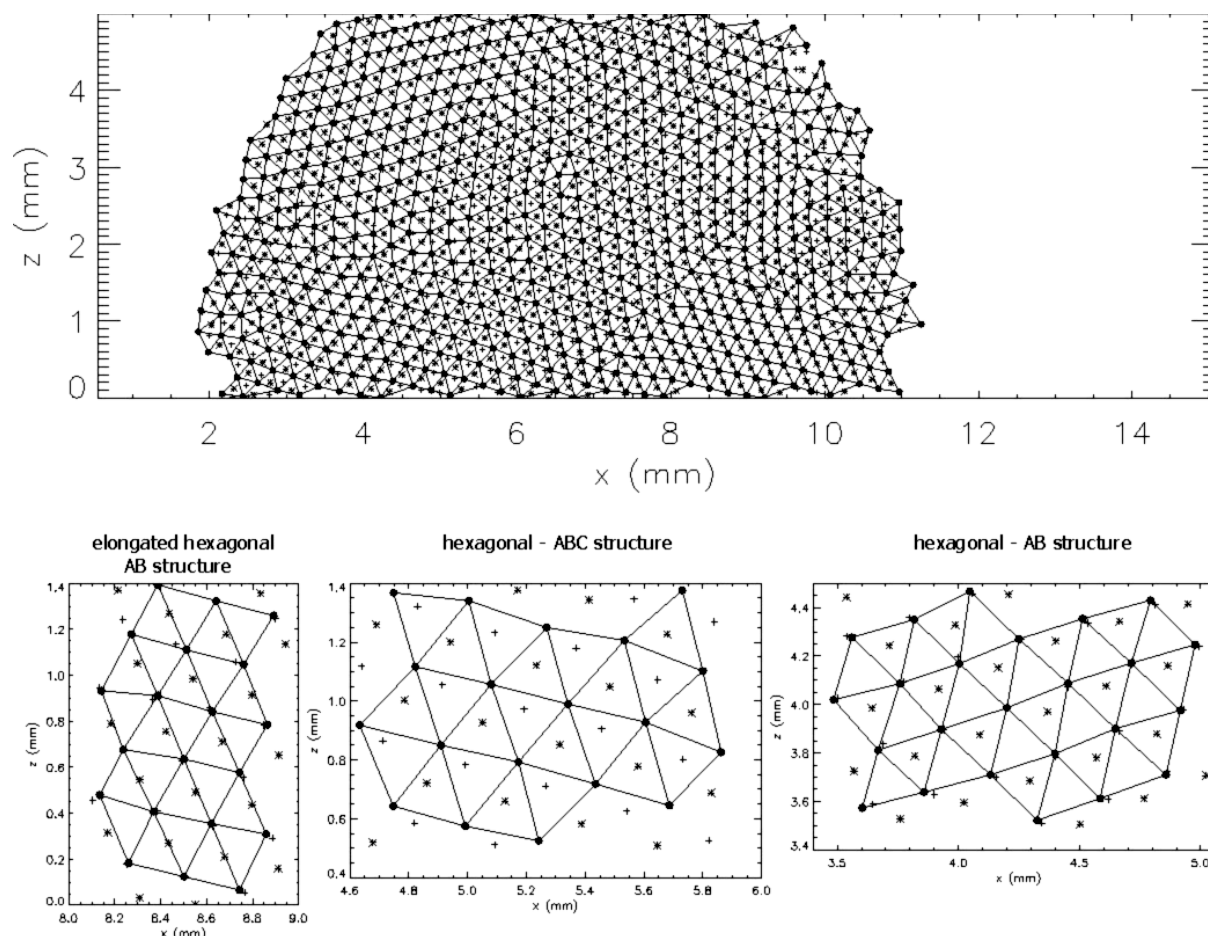 4
3
2
1
0
z (mm)
2 4 6 8 10 12 14
x (mm)
elongated hexagonal
AB structure
hexagonal - ABC structure
hexagonal - AB structure
1.4
1.2
1.0
0.8
0.6
0.4
0.2
0.0
z (mm)
8.0 8.2 8.4 8.6 8.8 9.0
x (mm)
1.4
1.2
1.0
0.8
0.6
0.4
z (mm)
4.6 4.8 5.0 5.2 5.4 5.6 5.8 6.0
x (mm)
4.4
4.2
4.0
3.8
3.6
3.4
z (mm)
3.5 4.0 4.5 5.0
x (mm)